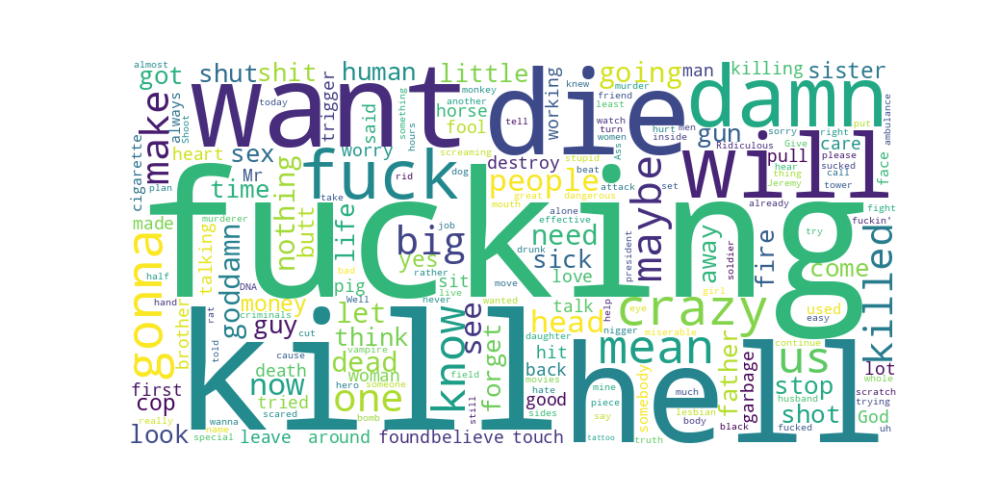 almost
got
shut
shit
human
little
going
man
damn
killing
sister
want
die
today
trigger
said
something
monkey
another
horse
fool
working
knew
murder
friend
least
watch
turn
women
tell
hurt
men
inside
gun
sorry
right
put
care
face
ambulance
make
always
Shoot
cigarette
heart
sex
worry
hours
screaming
stupid
Ass
Ridiculous
Give
pull
hear
please
thing
sucked
call
Jeremy
tower
will
plan
Mr
time
nothing
fuck
rid
dog
destroy
beat
people
attack
set
maybe
already
take
mouth
great
dangerous
fucking
made
murderer
butt
life
big
job
effective
alone
need
president
soldier
away
fire
fight
fuckin'
try
gonna
half
talking
goddamn
yes
drunk
sick
come
killed
DNA
bad
pig
rather
sit
live
move
love
girl
hand
rat
criminals
money
Well
never
wanted
talk
eye
help
crazy
used
easy
brother
told
guy
cut
let
think
know
see
forget
daughter
head
nigger
miserable
kill
hell
mean
father
continue
us
cause
vampire
dead
hit
first
death
woman
hero
someone
field
back
movies
mine
somebody
garbage
stop
whole
lot
cop
now
tried
one
still
hate
good
piece
much
lesbian
husband
scratch
trying
really
scared
bomb
sides
say
body
black
shot
God
look
wanna
name
special
leave
around
found
believe
touch
tattoo
truth
fucked
uh